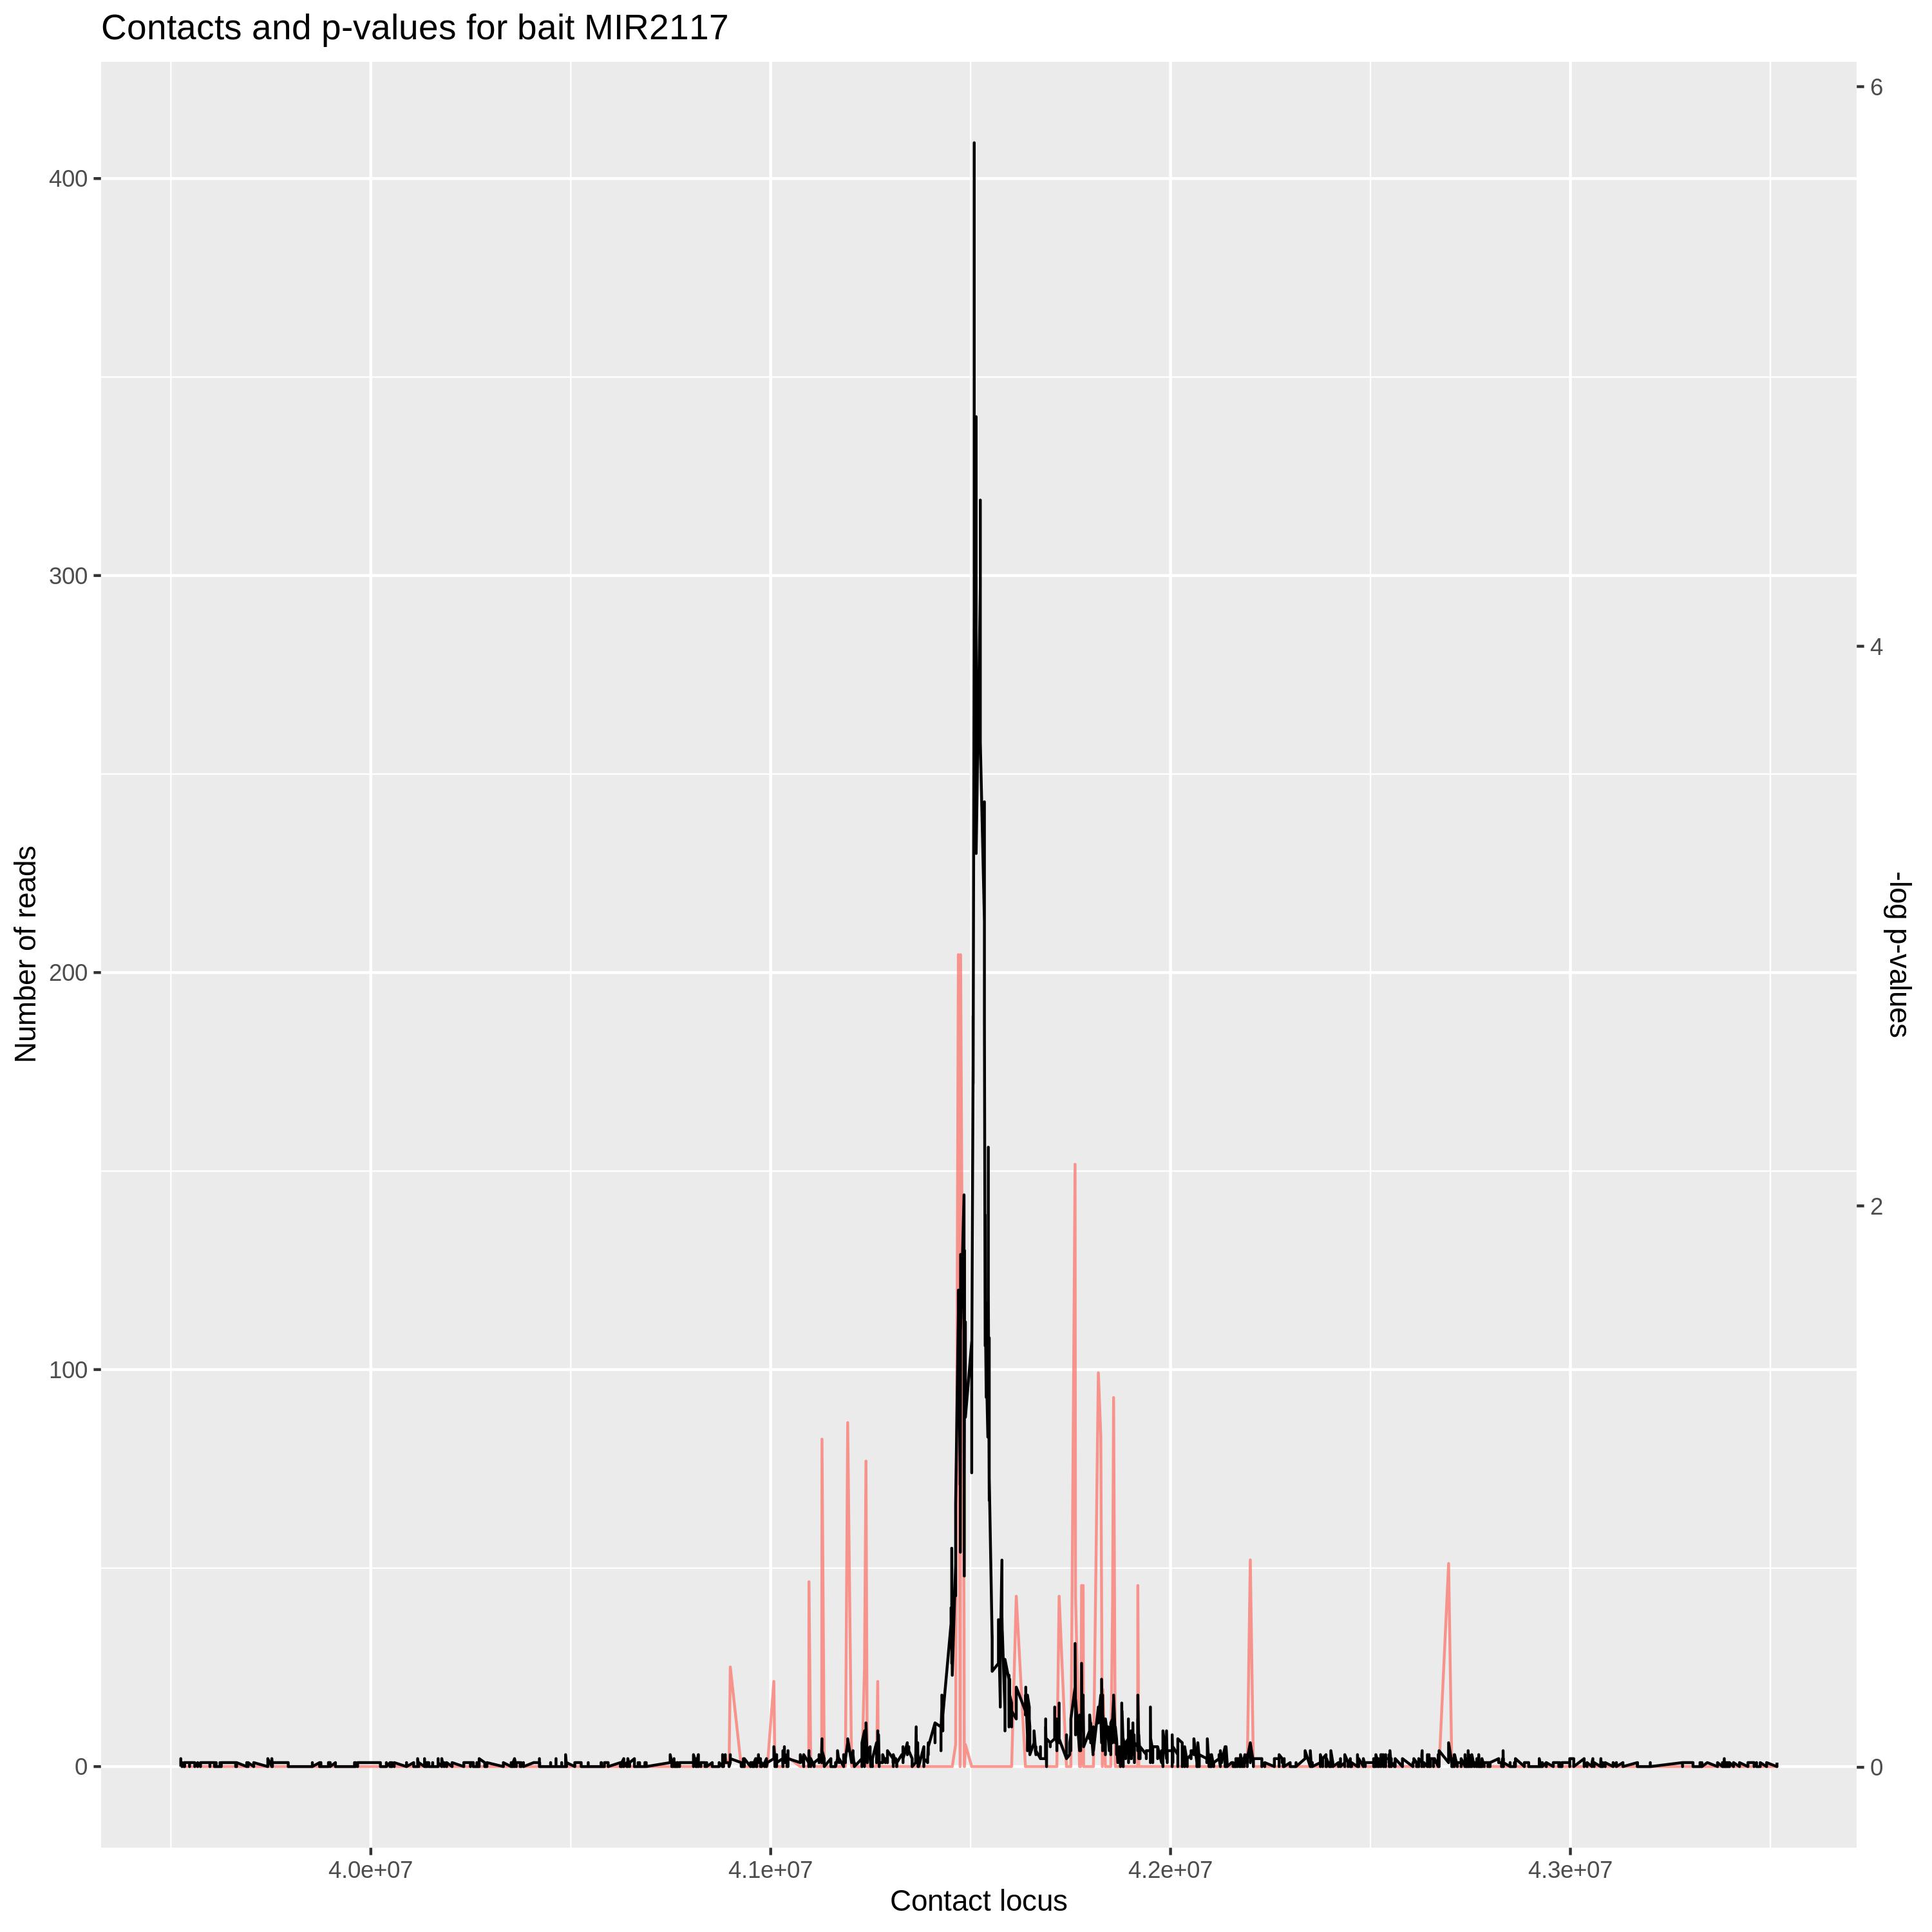 Contacts and p-values for bait MIR2117
400
300
200
100
0
6
4
2
0
Number of reads
-log p-values
4.0e+07
4.1e+07
4.2e+07
4.3e+07
Contact locus